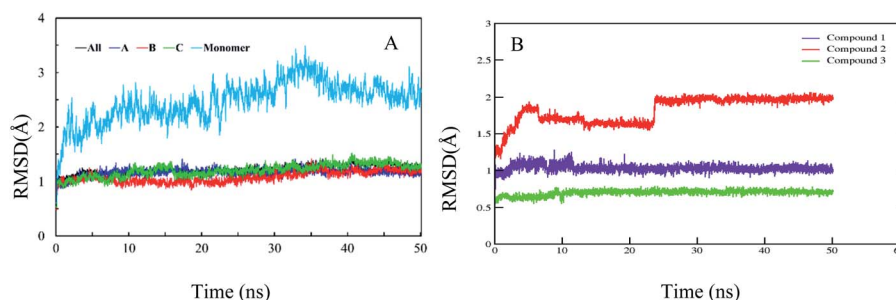 All A B C Monomer
A
4
3
2
1
0
0 10 20 30 40 50
RMSD(Å)
Time (ns)
B
Compound 1
Compound 2
Compound 3
3
2.5
2
1.5
1
0.5
0
0 10 20 30 40 50
RMSD(Å)
Time (ns)